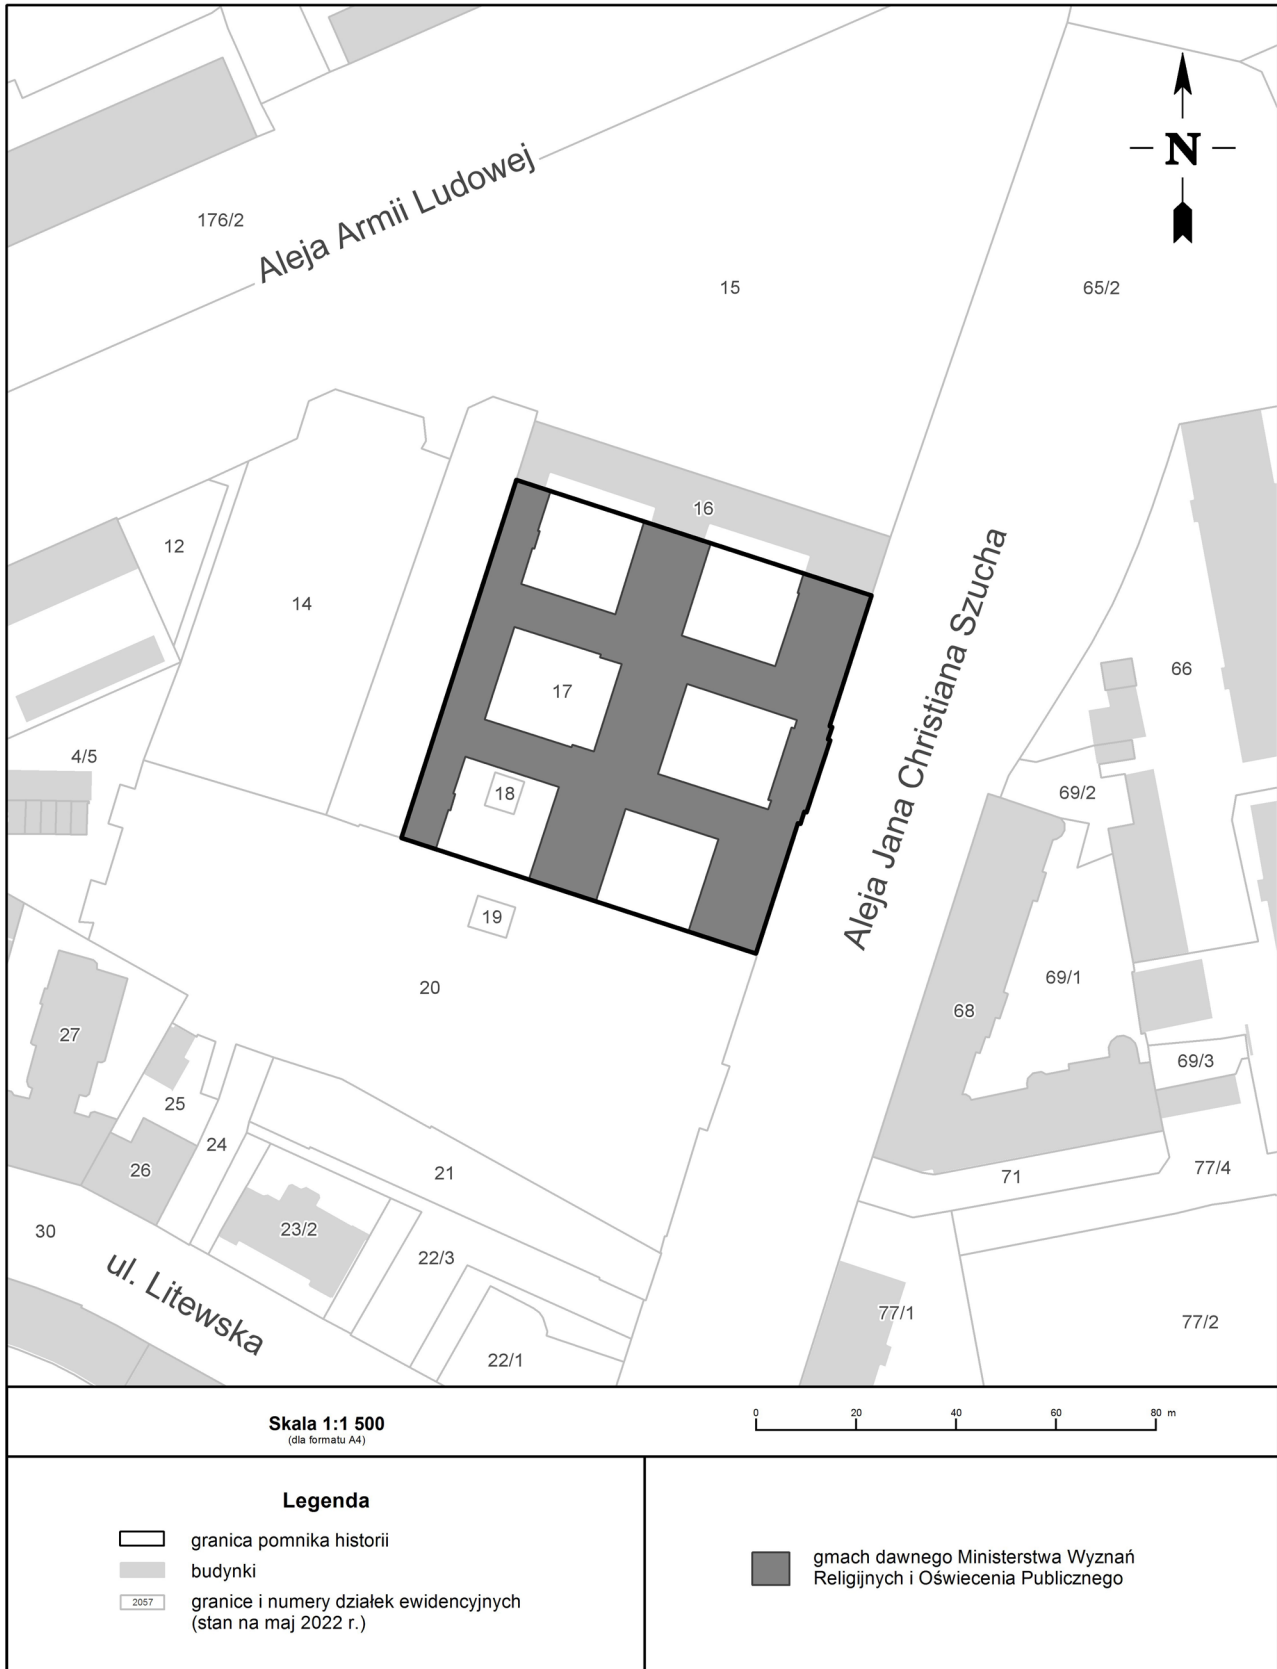 Aleja Armii Ludowej
N
176/2
15
65/2
16
12
14
17
66
18
4/5
69/2
Aleja Jana Christiana Szucha
19
20
69/1
68
27
69/3
25
24
26
21
71
77/4
30
23/2
22/3
ul. Litewska
77/1
77/2
22/1
Skala 1:1 500
(dla formatu A4)
0 20 40 60 80 m
Legenda
granica pomnika historii
budynki
2057
granice i numery działek ewidencyjnych
(stan na maj 2022 r.)
gmach dawnego Ministerstwa Wyznań
Religijnych i Oświecenia Publicznego